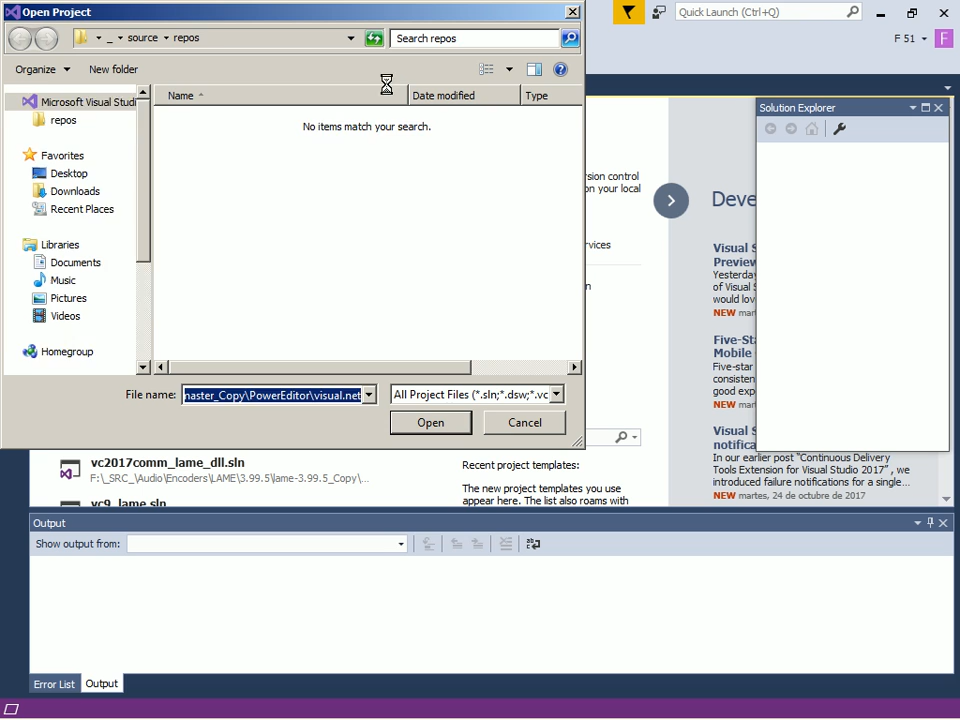 Open Project
Quick Launch (Ctrl+Q)
_ source repos
Search repos
F 51
F
Organize
New folder
Microsoft Visual Studi
repos
Favorites
Desktop
Downloads
Recent Places
Libraries
Documents
Music
Pictures
Videos
Homegroup
Name
Date modified
Type
No items match your search.
File name:
master_Copy\PowerEditor\visual.net
All Project Files (*.sln;*.dsw;*.vc
Open
Cancel
rsion control
on your local
rvices
Deve
Visual S
Preview
Yesterday
of Visual S
would lov
NEW mar
Five-Sta
Mobile
Five-star
consisten
good exp
NEW mar
Visual S
notifica
In our earlier post “Continuous Delivery
Tools Extension for Visual Studio 2017” , we
introduced failure notifications for a single...
NEW martes, 24 de octubre de 2017
Solution Explorer
vc2017comm_lame_dll.sln
F:\_SRC_\Audio\Encoders\LAME\3.99.5\lame-3.99.5_Copy\...
vc9_lame.sln
Recent project templates:
The new project templates you use
appear here. The list also roams with
Output
Show output from:
Error List
Output